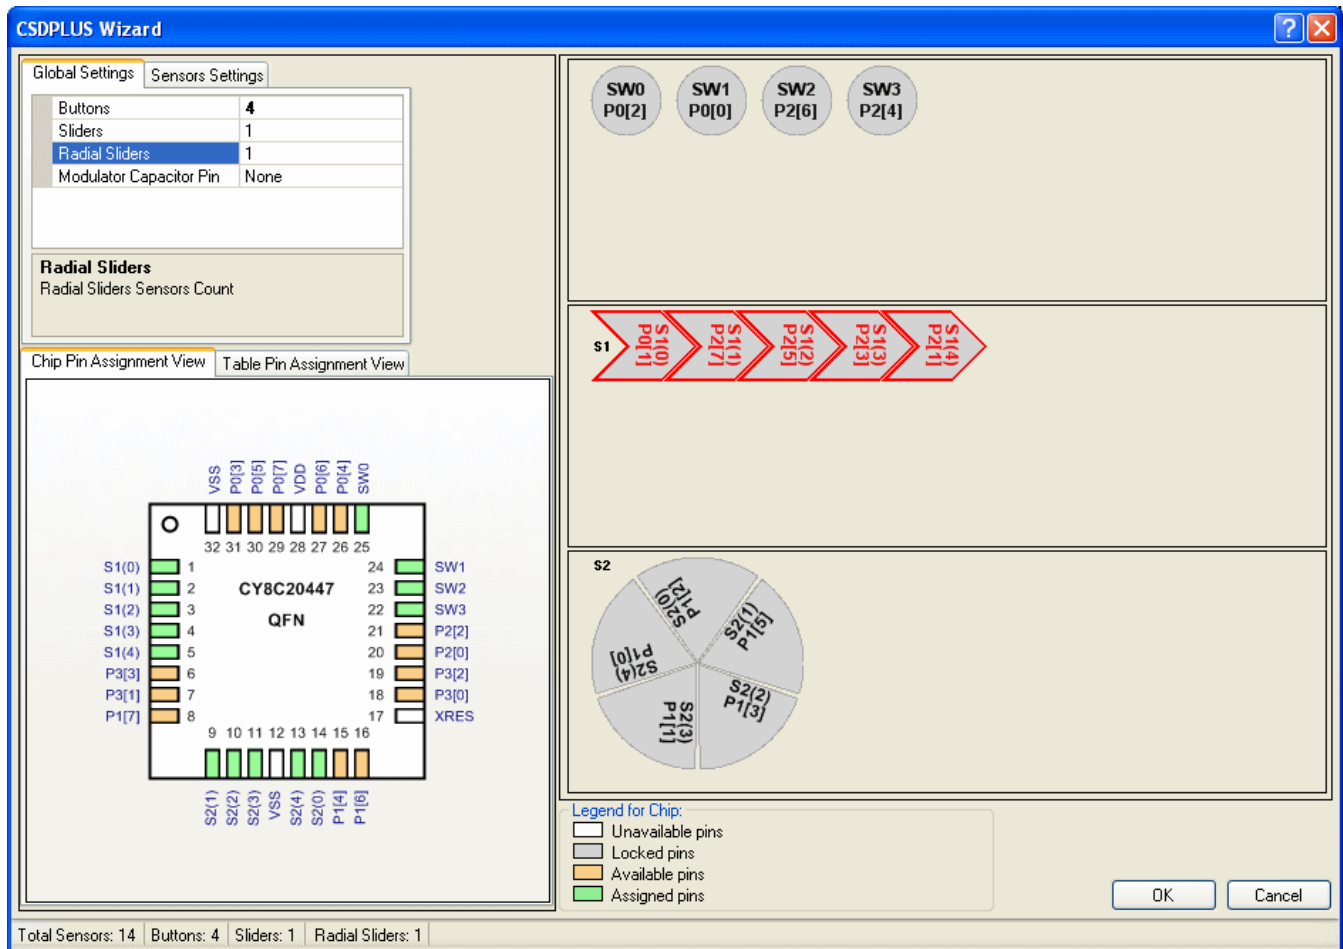 CSDPLUS Wizard
Global Settings
Sensors Settings
Buttons 4
Sliders 1
Radial Sliders 1
Modulator Capacitor Pin None
Radial Sliders
Radial Sliders Sensors Count
Chip Pin Assignment View
Table Pin Assignment View
VSS P0[3] P0[5] P0[7] VDD P0[6] P0[4] SW0
32 31 30 29 28 27 26 25
S1(0) 1 24 SW1
S1(1) 2 CY8C20447 23 SW2
S1(2) 3 22 SW3
QFN
S1(3) 4 21 P2[2]
S1(4) 5 20 P2[0]
P3[3] 6 19 P3[2]
P3[1] 7 18 P3[0]
P1[7] 8 17 XRES
9 10 11 12 13 14 15 16
S2(1) S2(2) S2(3) VSS S2(4) S2(0) P1[4] P1[6]
SW0 SW1 SW2 SW3
P0[2] P0[0] P2[6] P2[4]
S1
S1(0) P0[1]
S1(1) P2[7]
S1(2) P2[5]
S1(3) P2[3]
S1(4) P2[1]
S2
S2(0) P1[2]
S2(1) P1[5]
S2(2) P1[3]
S2(3) P1[1]
S2(4) P1[0]
Legend for Chip:
Unavailable pins
Locked pins
Available pins
Assigned pins
OK Cancel
Total Sensors: 14 Buttons: 4 Sliders: 1 Radial Sliders: 1